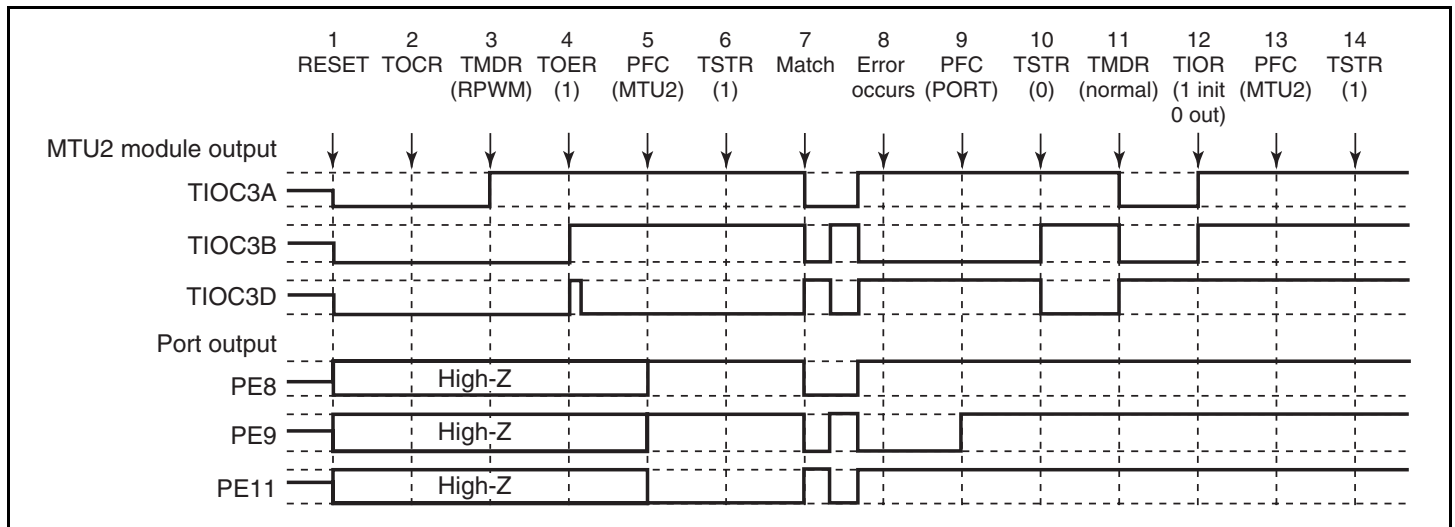 1 2 3 4 5 6 7 8 9 10 11 12 13 14
RESET TOCR TMDR TOER PFC TSTR Match Error PFC TSTR TMDR TIOR PFC TSTR
(RPWM) (1) (MTU2) (1) occurs (PORT) (0) (normal) (1 init (MTU2) (1)
0 out)
MTU2 module output
TIOC3A
TIOC3B
TIOC3D
Port output
PE8 High-Z
PE9 High-Z
PE11 High-Z